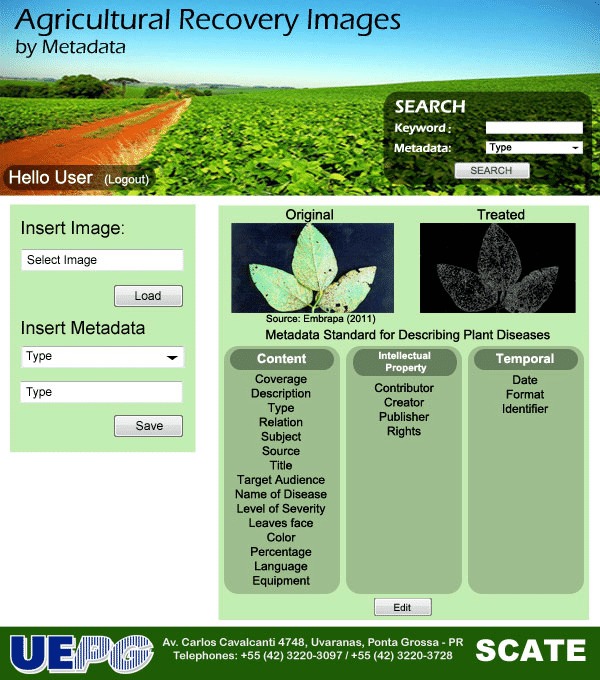 Agricultural Recovery Images
by Metadata
SEARCH
Keyword :
Metadata: Type
SEARCH
Hello User (Logout)
Insert Image:
Select Image
Load
Insert Metadata
Type
Type
Save
Original Treated
Source: Embrapa (2011)
Metadata Standard for Describing Plant Diseases
Content
Coverage
Description
Type
Relation
Subject
Source
Title
Target Audience
Name of Disease
Level of Severity
Leaves face
Color
Percentage
Language
Equipment
Intellectual
Property
Contributor
Creator
Publisher
Rights
Temporal
Date
Format
Identifier
Edit
UEPG
Av. Carlos Cavalcanti 4748, Uvaranas, Ponta Grossa - PR
Telephones: +55 (42) 3220-3097 / +55 (42) 3220-3728
SCATE